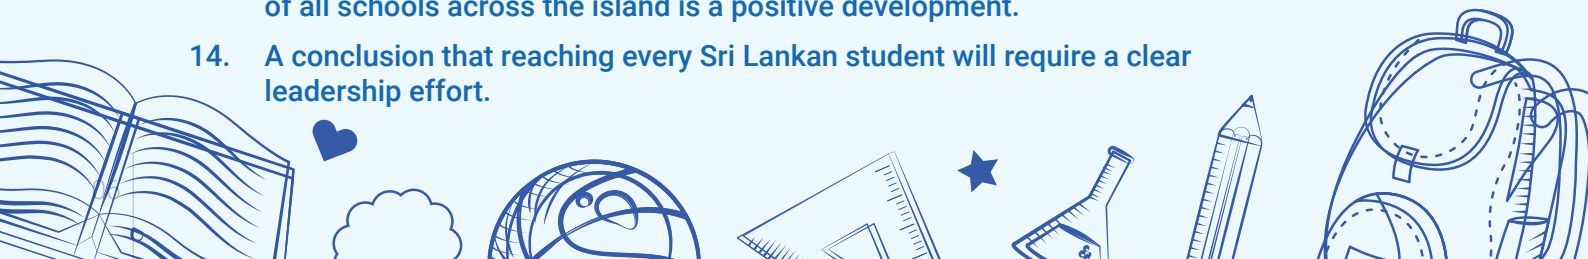 of all schools across the island is a positive development.
14. A conclusion that reaching every Sri Lankan student will require a clear
leadership effort.